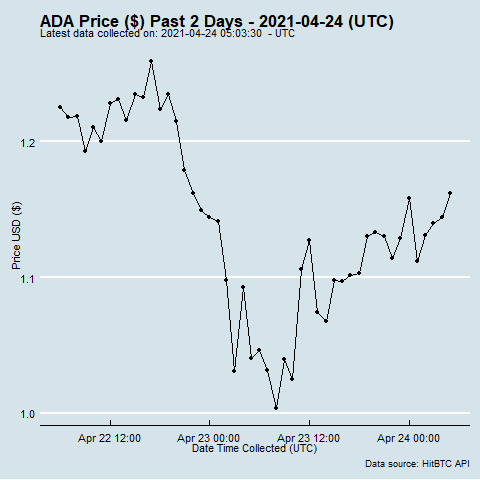 ADA Price ($) Past 2 Days - 2021-04-24 (UTC)
Latest data collected on: 2021-04-24 05:03:30 - UTC
1.2
Price USD ($)
1.1
1.0
Apr 22 12:00 Apr 23 00:00 Apr 23 12:00 Apr 24 00:00
Date Time Collected (UTC)
Data source: HitBTC API